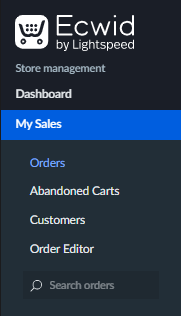 Ecwid
by Lightspeed
Store management
Dashboard
My Sales
Orders
Abandoned Carts
Customers
Order Editor
Search orders